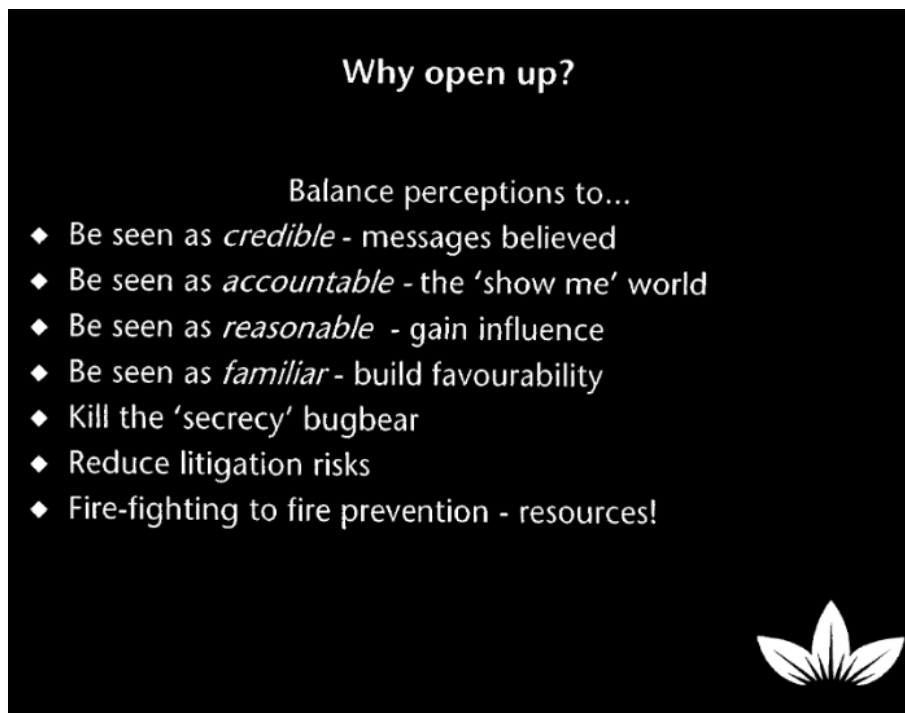 Why open up?
Balance perceptions to...
◆ Be seen as credible - messages believed
◆ Be seen as accountable - the ‘show me’ world
◆ Be seen as reasonable - gain influence
◆ Be seen as familiar - build favourability
◆ Kill the ‘secrecy’ bugbear
◆ Reduce litigation risks
◆ Fire-fighting to fire prevention - resources!